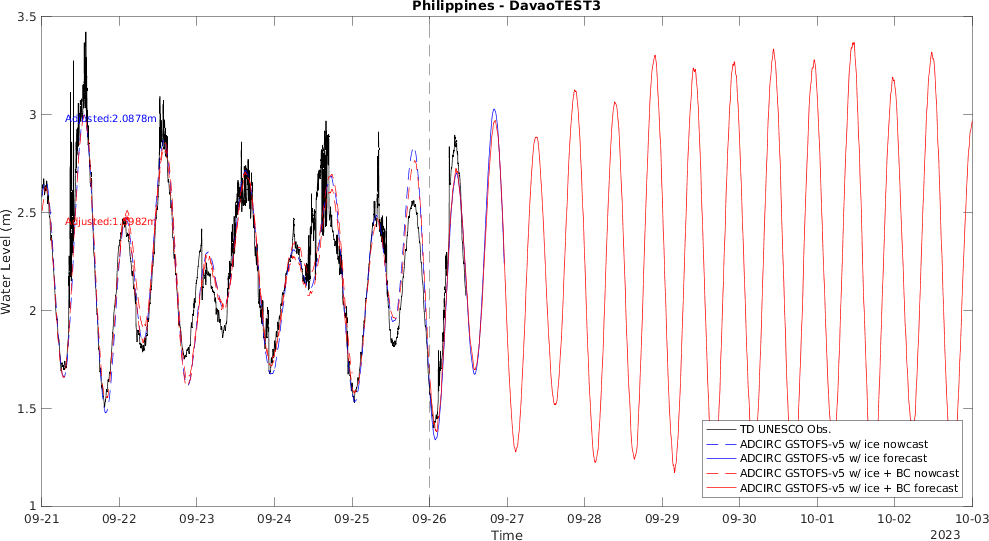 Philippines - DavaoTEST3
Water Level (m)
3.5
3
2.5
2
1.5
1
Adjusted:2.0878m
TD UNESCO Obs.
ADCIRC GSTOFS-v5 w/ ice nowcast
ADCIRC GSTOFS-v5 w/ ice forecast
ADCIRC GSTOFS-v5 w/ ice + BC nowcast
ADCIRC GSTOFS-v5 w/ ice + BC forecast
09-21 09-22 09-23 09-24 09-25 09-26 09-27 09-28 09-29 09-30 10-01 10-02 10-03
Time
2023